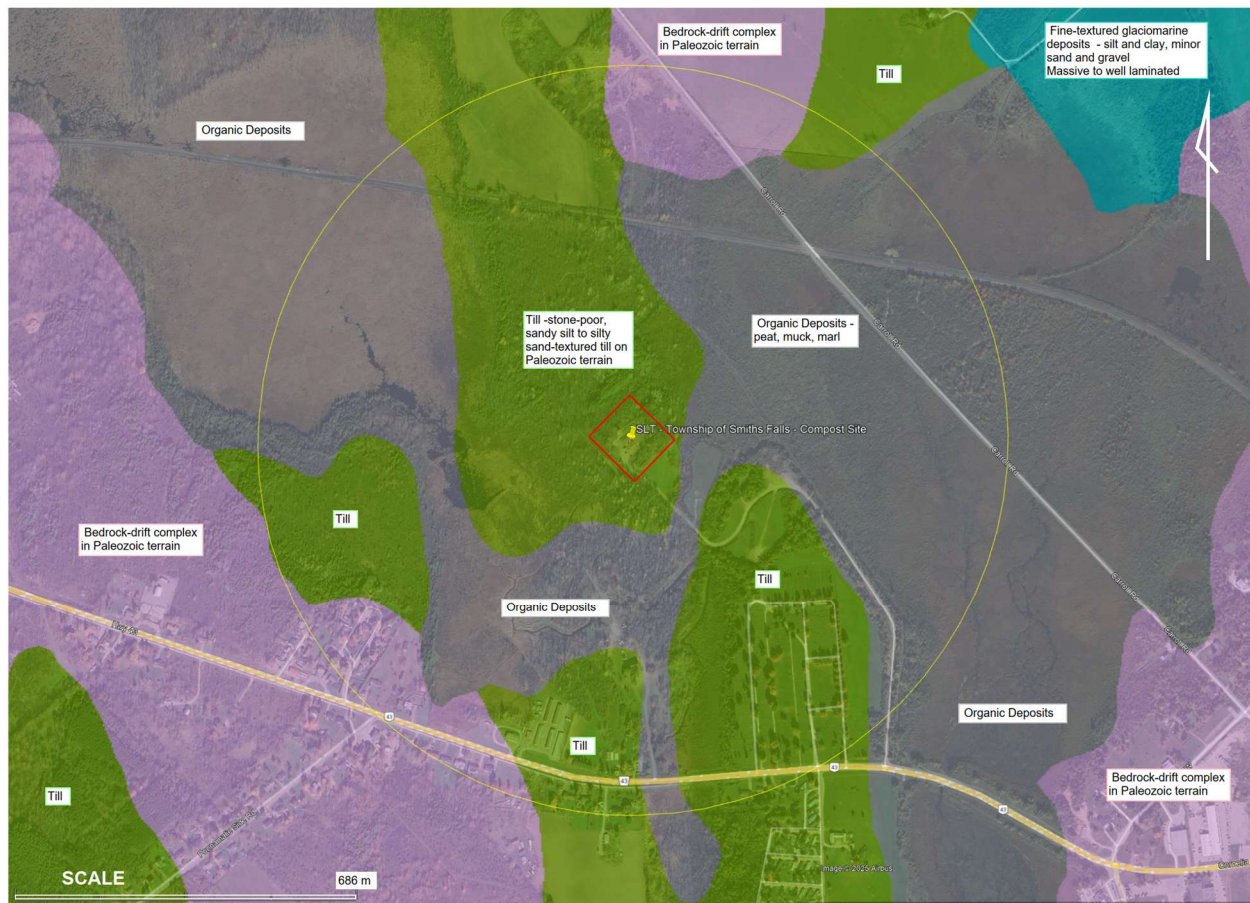 Bedrock-drift complex
in Paleozoic terrain
Fine-textured glaciomarine
deposits - silt and clay, minor
sand and gravel
Massive to well laminated
Till
Organic Deposits
Till -stone-poor,
sandy silt to silty
sand-textured till on
Paleozoic terrain
Organic Deposits -
peat, muck, marl
SLT - Township of Smiths Falls - Compost Site
Till
Bedrock-drift complex
in Paleozoic terrain
Till
Organic Deposits
Organic Deposits
43
Till
43
43
43
Bedrock-drift complex
in Paleozoic terrain
Till
SCALE
686 m
Image © 2025 Airbus